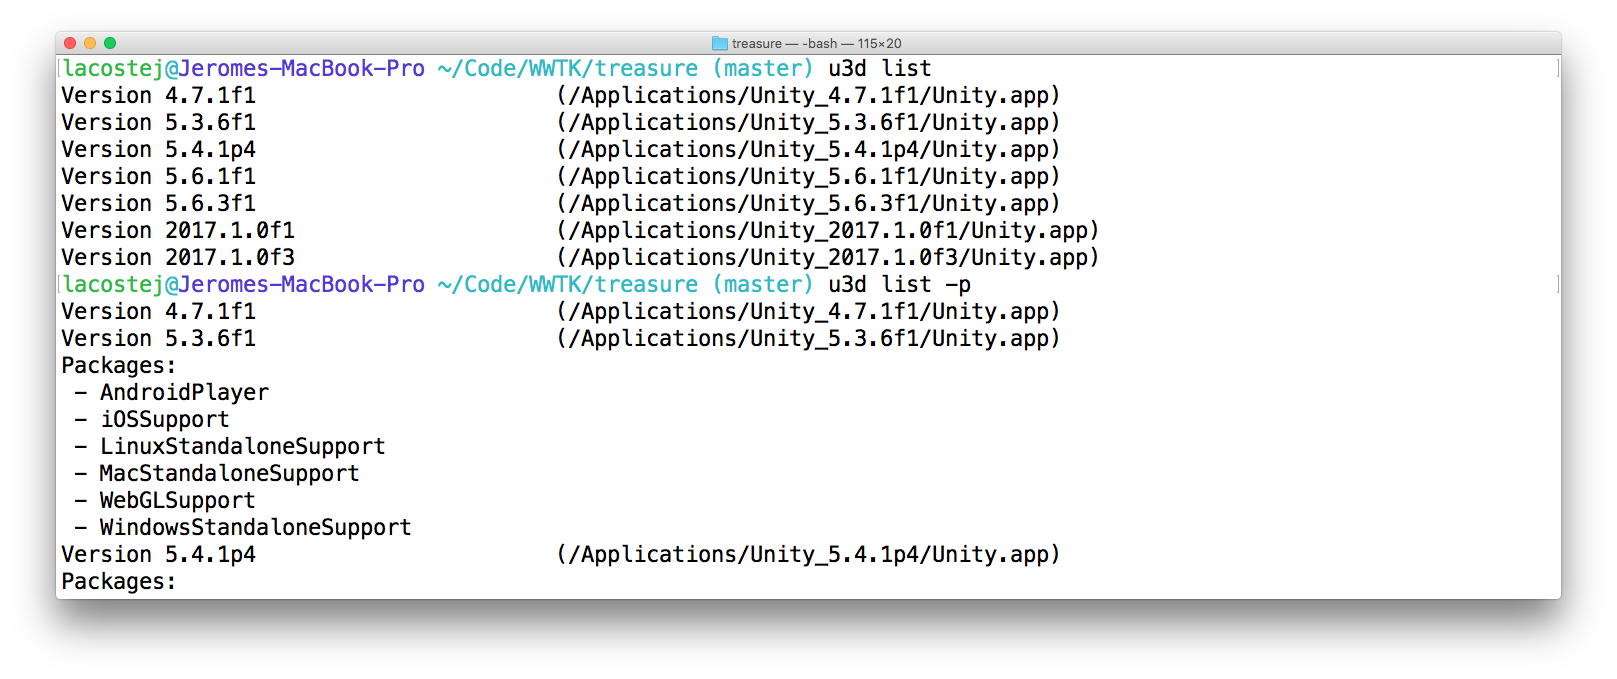 treasure — -bash — 115×20
lacostej@Jeromes-MacBook-Pro ~/Code/WWTK/treasure (master) u3d list
Version 4.7.1f1 (/Applications/Unity_4.7.1f1/Unity.app)
Version 5.3.6f1 (/Applications/Unity_5.3.6f1/Unity.app)
Version 5.4.1p4 (/Applications/Unity_5.4.1p4/Unity.app)
Version 5.6.1f1 (/Applications/Unity_5.6.1f1/Unity.app)
Version 5.6.3f1 (/Applications/Unity_5.6.3f1/Unity.app)
Version 2017.1.0f1 (/Applications/Unity_2017.1.0f1/Unity.app)
Version 2017.1.0f3 (/Applications/Unity_2017.1.0f3/Unity.app)
lacostej@Jeromes-MacBook-Pro ~/Code/WWTK/treasure (master) u3d list -p
Version 4.7.1f1 (/Applications/Unity_4.7.1f1/Unity.app)
Version 5.3.6f1 (/Applications/Unity_5.3.6f1/Unity.app)
Packages:
- AndroidPlayer
- iOSSupport
- LinuxStandaloneSupport
- MacStandaloneSupport
- WebGLSupport
- WindowsStandaloneSupport
Version 5.4.1p4 (/Applications/Unity_5.4.1p4/Unity.app)
Packages: